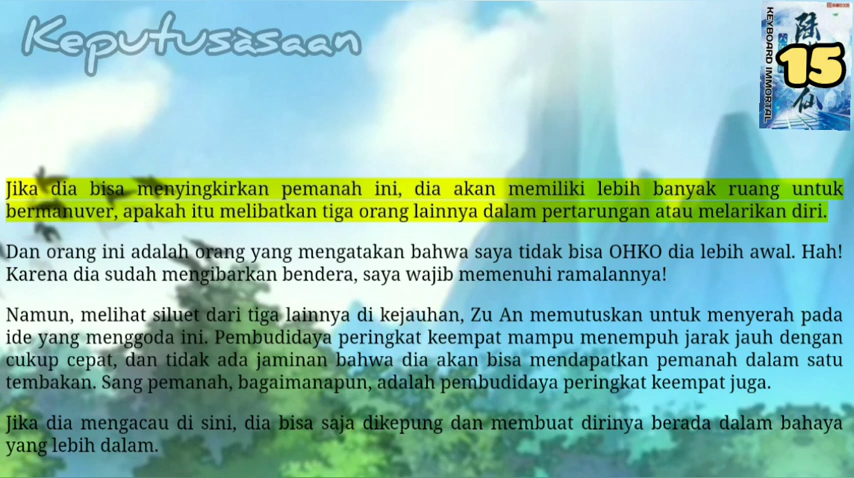 Keputusàsaan
KEYBOARD IMMORTAL
15
Jika dia bisa menyingkirkan pemanah ini, dia akan memiliki lebih banyak ruang untuk
bermanuver, apakah itu melibatkan tiga orang lainnya dalam pertarungan atau melarikan diri.
Dan orang ini adalah orang yang mengatakan bahwa saya tidak bisa OHKO dia lebih awal. Hah!
Karena dia sudah mengibarkan bendera, saya wajib memenuhi ramalannya!
Namun, melihat siluet dari tiga lainnya di kejauhan, Zu An memutuskan untuk menyerah pada
ide yang menggoda ini. Pembudidaya peringkat keempat mampu menempuh jarak jauh dengan
cukup cepat, dan tidak ada jaminan bahwa dia akan bisa mendapatkan pemanah dalam satu
tembakan. Sang pemanah, bagaimanapun, adalah pembudidaya peringkat keempat juga.
Jika dia mengacau di sini, dia bisa saja dikepung dan membuat dirinya berada dalam bahaya
yang lebih dalam.